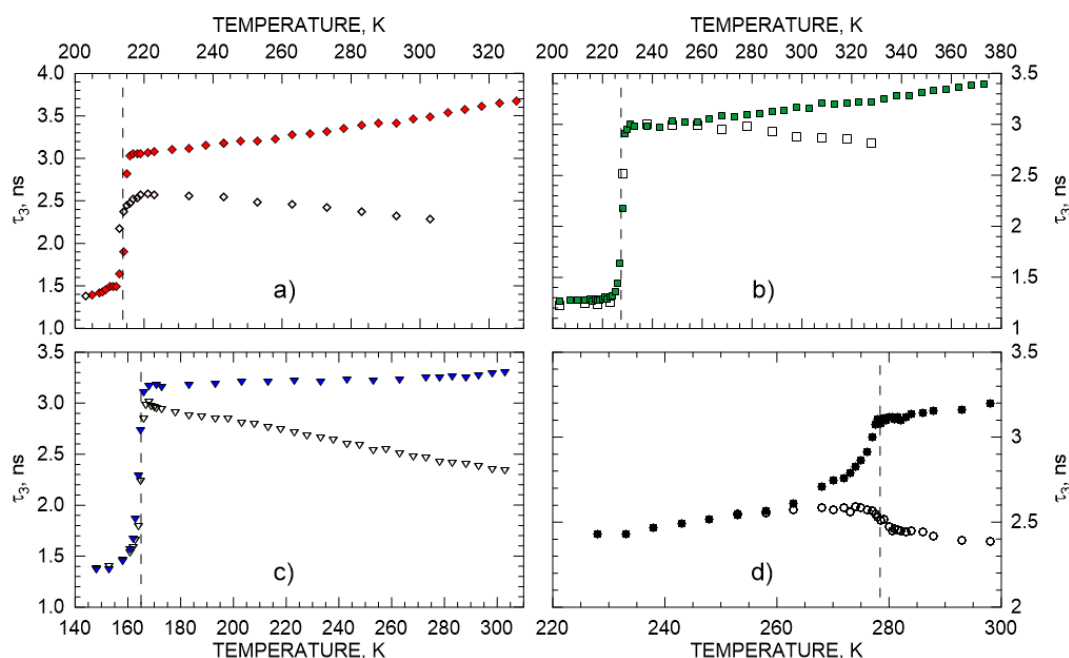 TEMPERATURE, K
TEMPERATURE, K
200 220 240 260 280 300 320
220 240 260 280 300 320 340 360 380
4.0
3.5
3.0
2.5
2.0
1.5
1.0
τ3, ns
a)
3.5
3
2.5
2
1.5
1
τ3, ns
b)
3.5
3.0
2.5
2.0
1.5
1.0
τ3, ns
c)
3.5
3
2.5
2
τ3, ns
d)
140 160 180 200 220 240 260 280 300
220 240 260 280 300
TEMPERATURE, K
TEMPERATURE, K